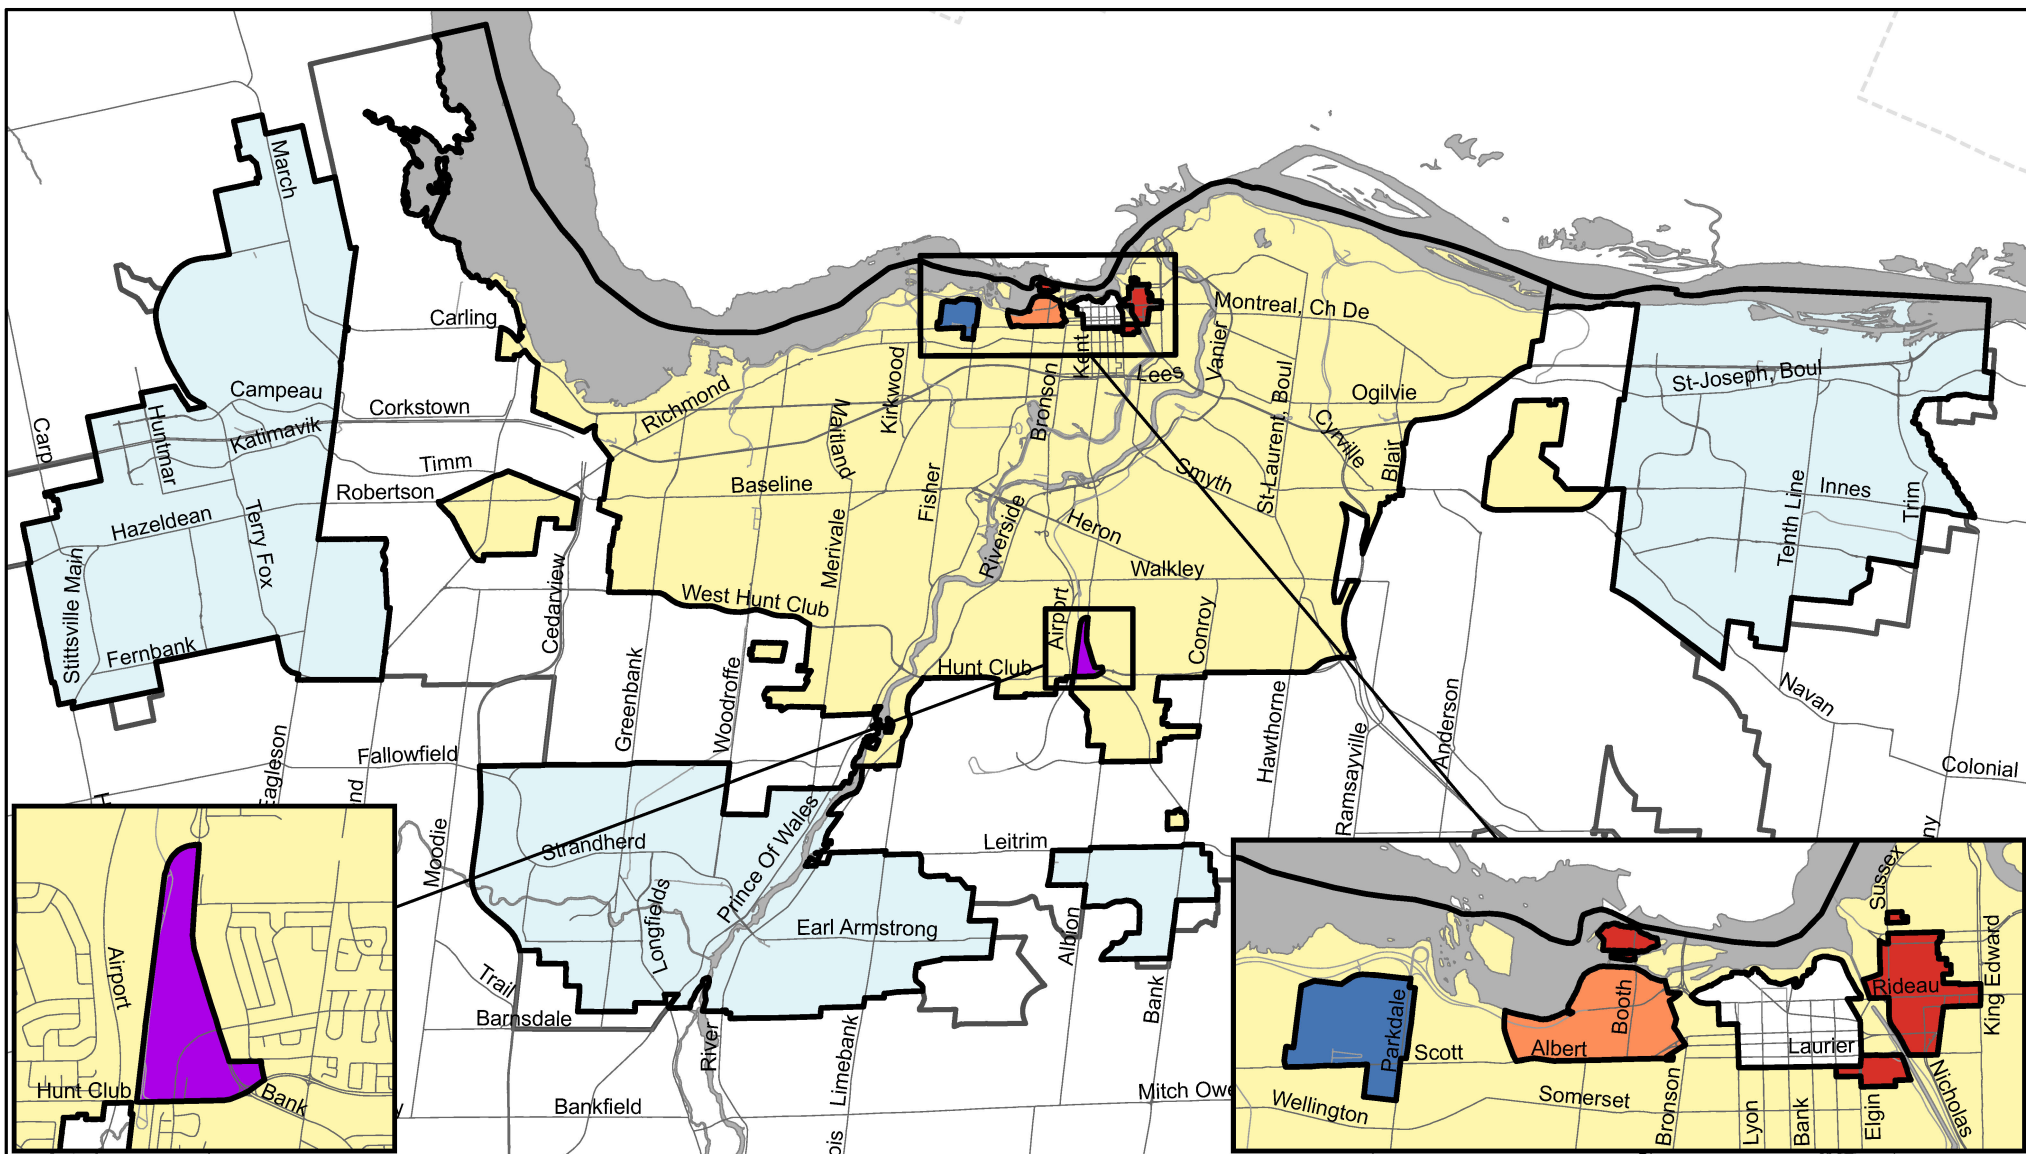 March
Carling
Montreal, Ch De
Kent
Vanier
Lees
Campeau
Corkstown
Richmond
Kirkwood
Bronson
St-Laurent, Boul
Ogilvie
St-Joseph, Boul
Carp
Huntmar
Katimavik
Maitland
Cyrville
Blair
Timm
Robertson
Baseline
Fisher
Smyth
Innes
Trim
Tenth Line
Hazeldean
Terry Fox
Merivale
Riverside
Heron
Walkley
Stittsville Main
Fernbank
Cedarview
West Hunt Club
Airport
Conroy
Hunt Club
Greenbank
Woodroffe
Hawthorne
Ramsayville
Anderson
Navan
Colonial
Eagleson
Fallowfield
Moodie
Strandherd
Prince Of Wales
Leitrim
Longfields
Earl Armstrong
Albion
Bank
Trail
Barnsdale
River
Limebank
Bankfield
Mitch Owe
Airport
Hunt Club
Bank
Sussex
King Edward
Rideau
Parkdale
Booth
Scott
Albert
Laurier
Wellington
Somerset
Bronson
Lyon
Bank
Elgin
Nicholas